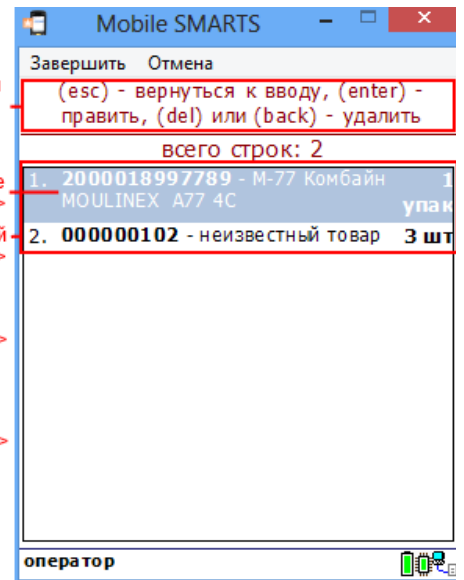 Mobile SMARTS
Завершить Отмена
(esc) - вернуться к вводу, (enter) -
править, (del) или (back) - удалить
всего строк: 2
1. 2000018997789 - М-77 Комбайн 1
MOULINEX A77 4C упак
2. 000000102 - неизвестный товар 3 шт
оператор